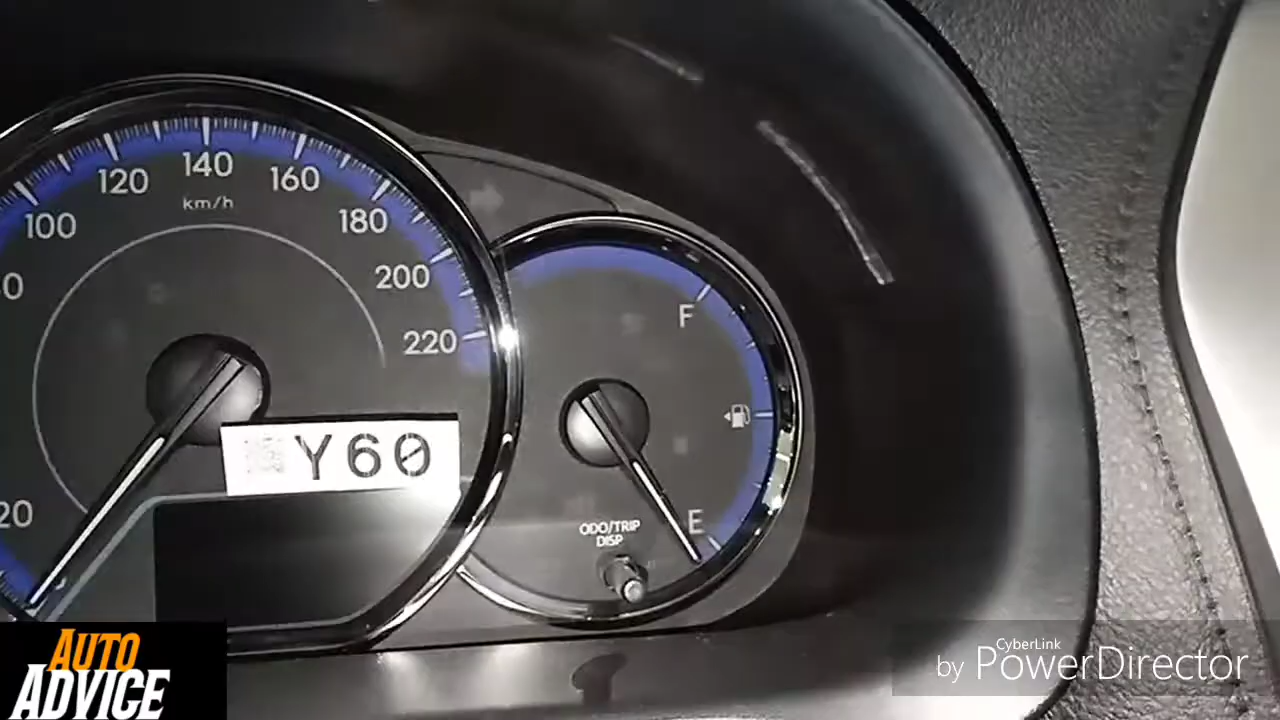 120
140
160
100
km/h
180
200
220
F
Y60
20
E
ODO/TRIP
DISP
AUTO
ADVICE
CyberLink
by PowerDirector